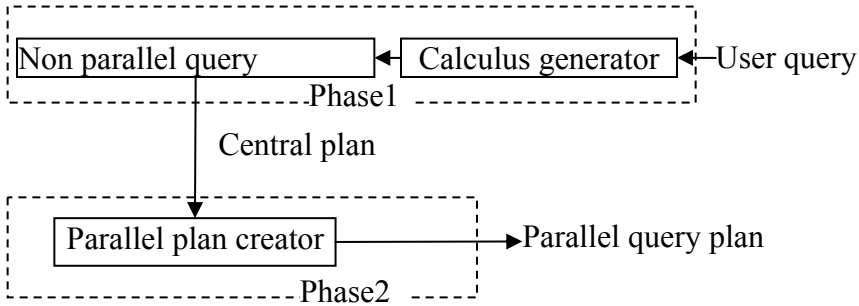 Non parallel query
Calculus generator
User query
Phase1
Central plan
Parallel plan creator
Parallel query plan
Phase2